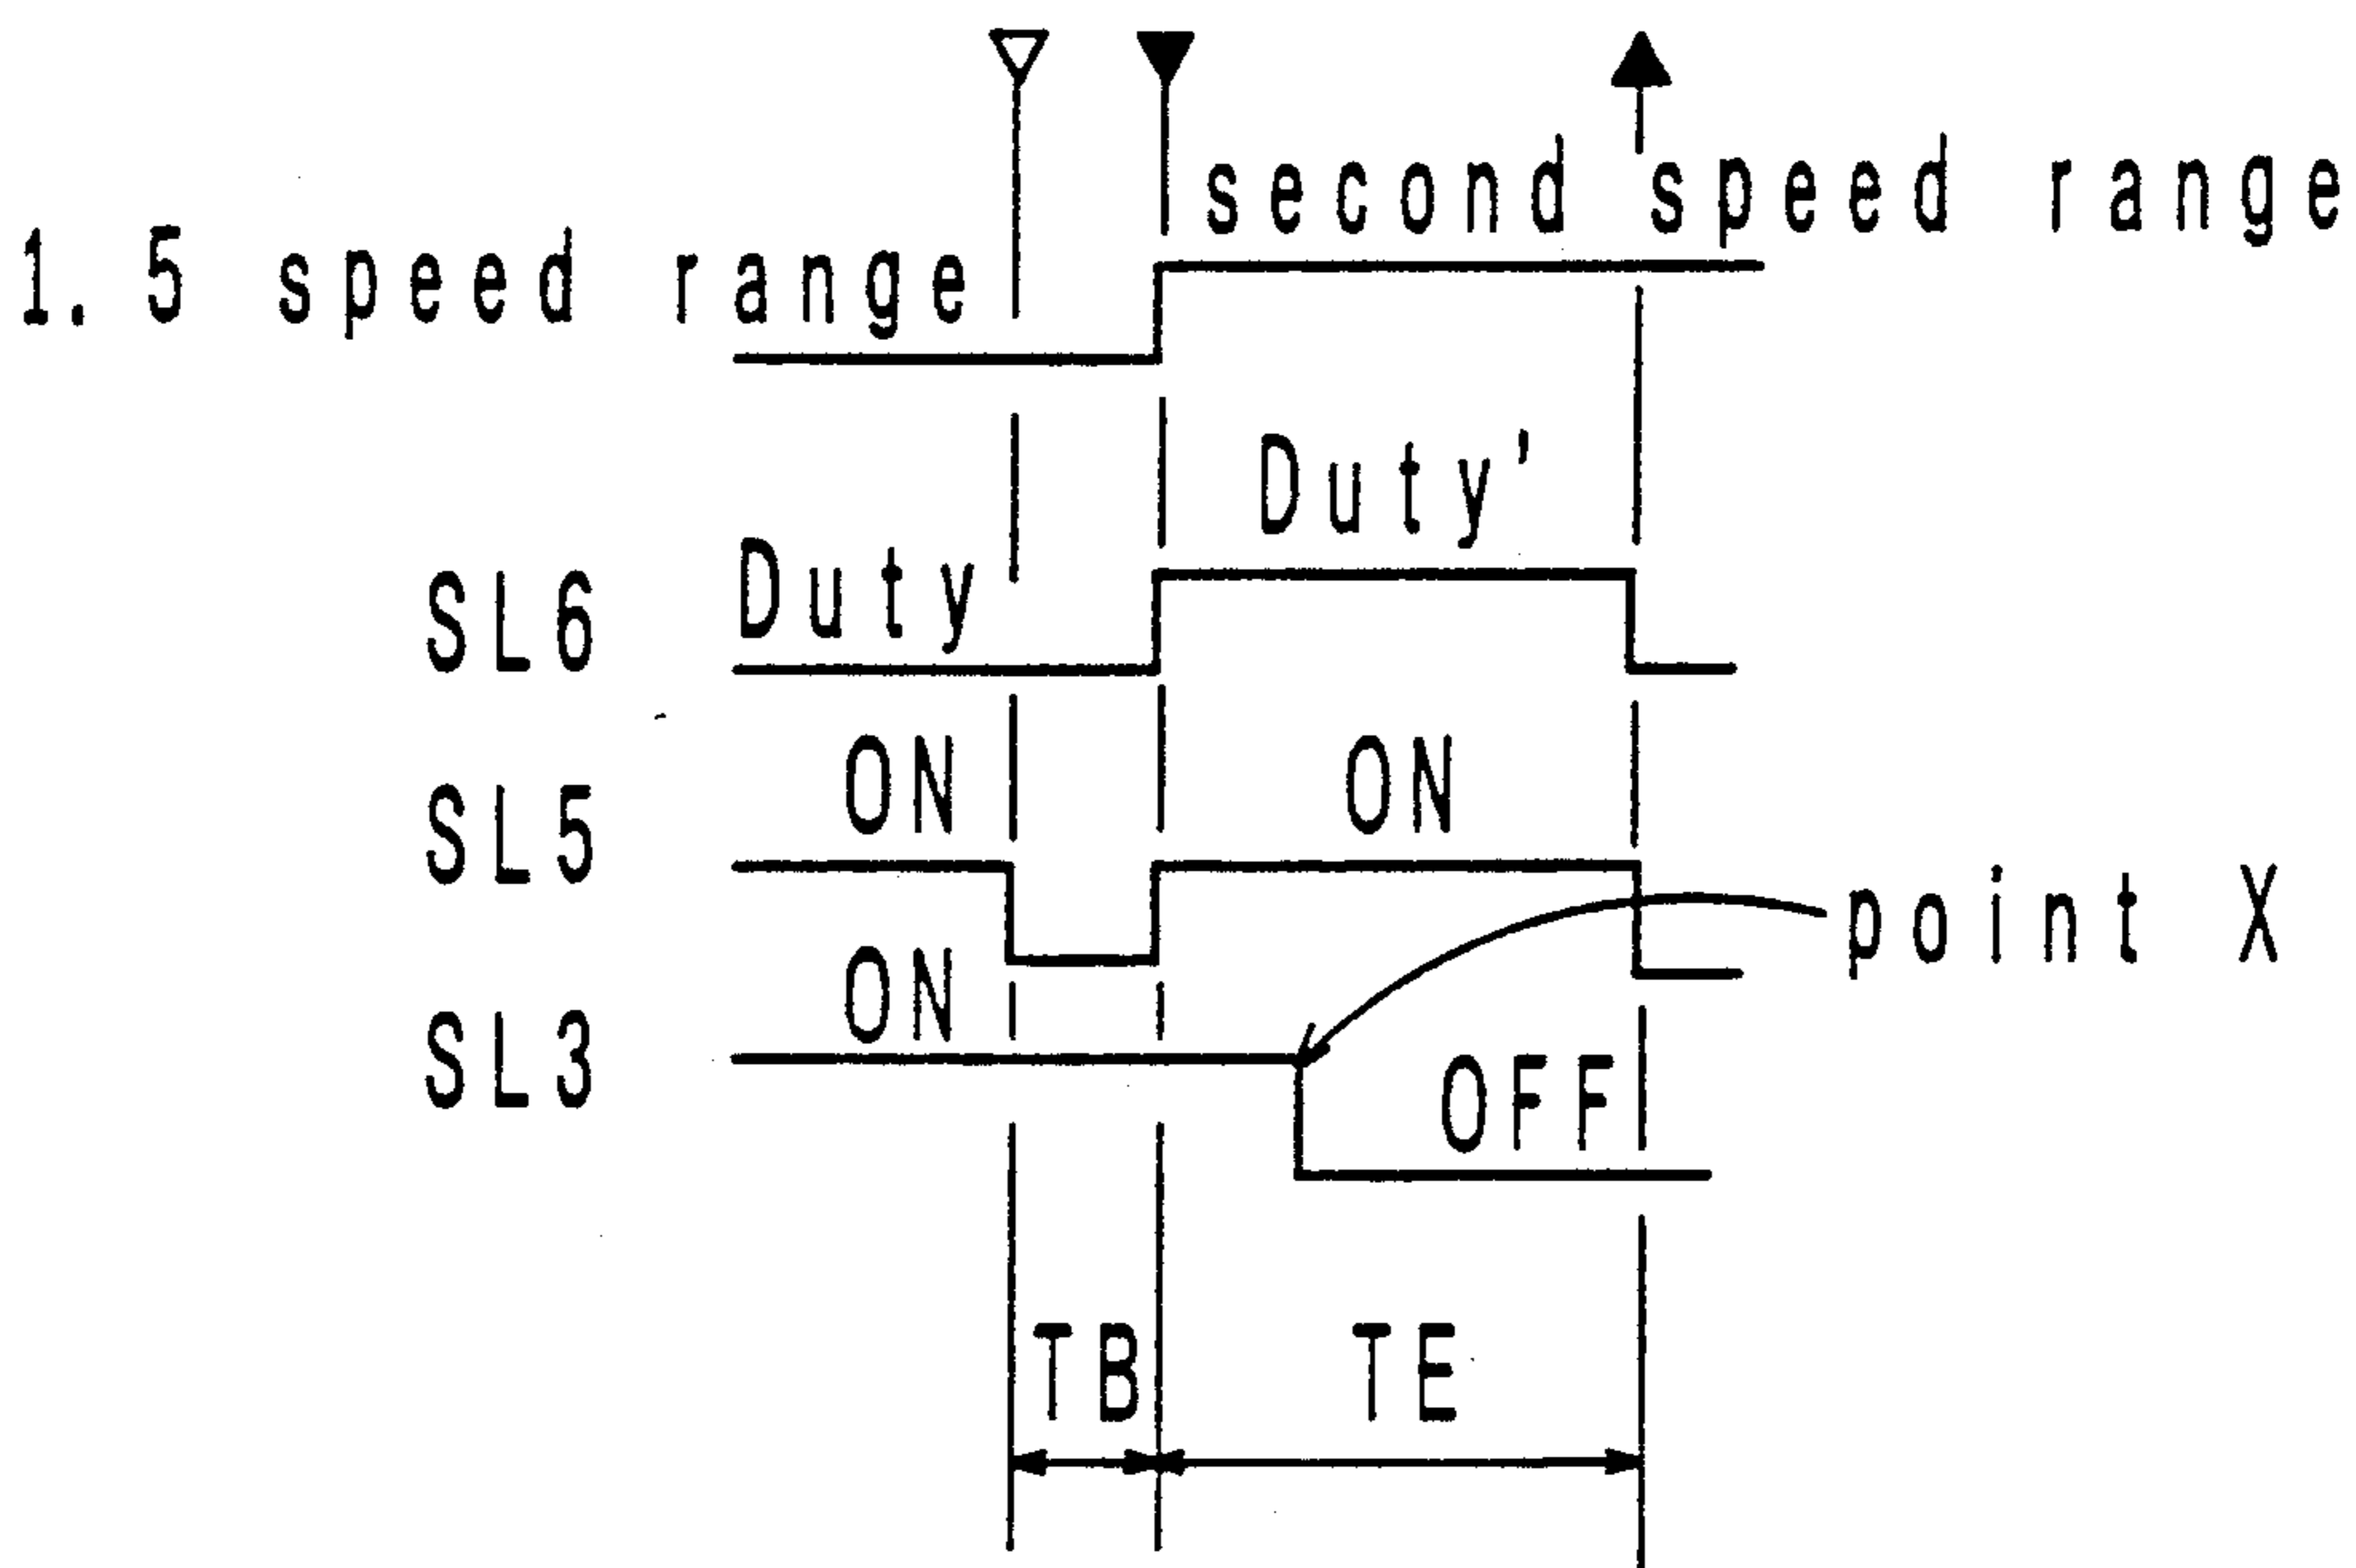 second speed range
1.5 speed range
Duty'
SL6 Duty
ON ON
SL5
point X
ON
SL3
OFF
TB TE